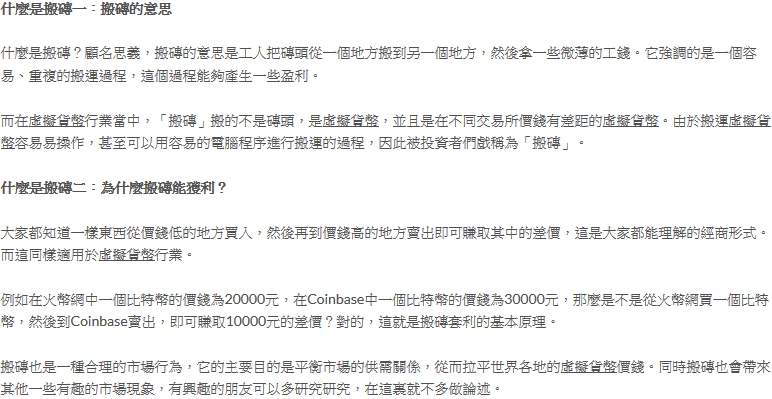 什麼是搬磚一：搬磚的意思
什麼是搬磚？顧名思義，搬磚的意思是工人把磚頭從一個地方搬到另一個地方，然後拿一些微薄的工錢。它強調的是一個容
易、重複的搬運過程，這個過程能夠產生一些盈利。
而在虛擬貨幣行業當中，「搬磚」搬的不是磚頭，是虛擬貨幣，並且是在不同交易所價錢有差距的虛擬貨幣。由於搬運虛擬貨
幣容易易操作，甚至可以用容易的電腦程序進行搬運的過程，因此被投資者們戲稱為「搬磚」。
什麼是搬磚二：為什麼搬磚能獲利？
大家都知道一樣東西從價錢低的地方買入，然後再到價錢高的地方賣出即可賺取其中的差價，這是大家都能理解的經商形式。
而這同樣適用於虛擬貨幣行業。
例如在火幣網中一個比特幣的價錢為20000元，在Coinbase中一個比特幣的價錢為30000元，那麼是不是從火幣網買一個比特
幣，然後到Coinbase賣出，即可賺取10000元的差價？對的，這就是搬磚套利的基本原理。
搬磚也是一種合理的市場行為，它的主要目的是平衡市場的供需關係，從而拉平世界各地的虛擬貨幣價錢。同時搬磚也會帶來
其他一些有趣的市場現象，有興趣的朋友可以多研究研究，在這裏就不多做論述。